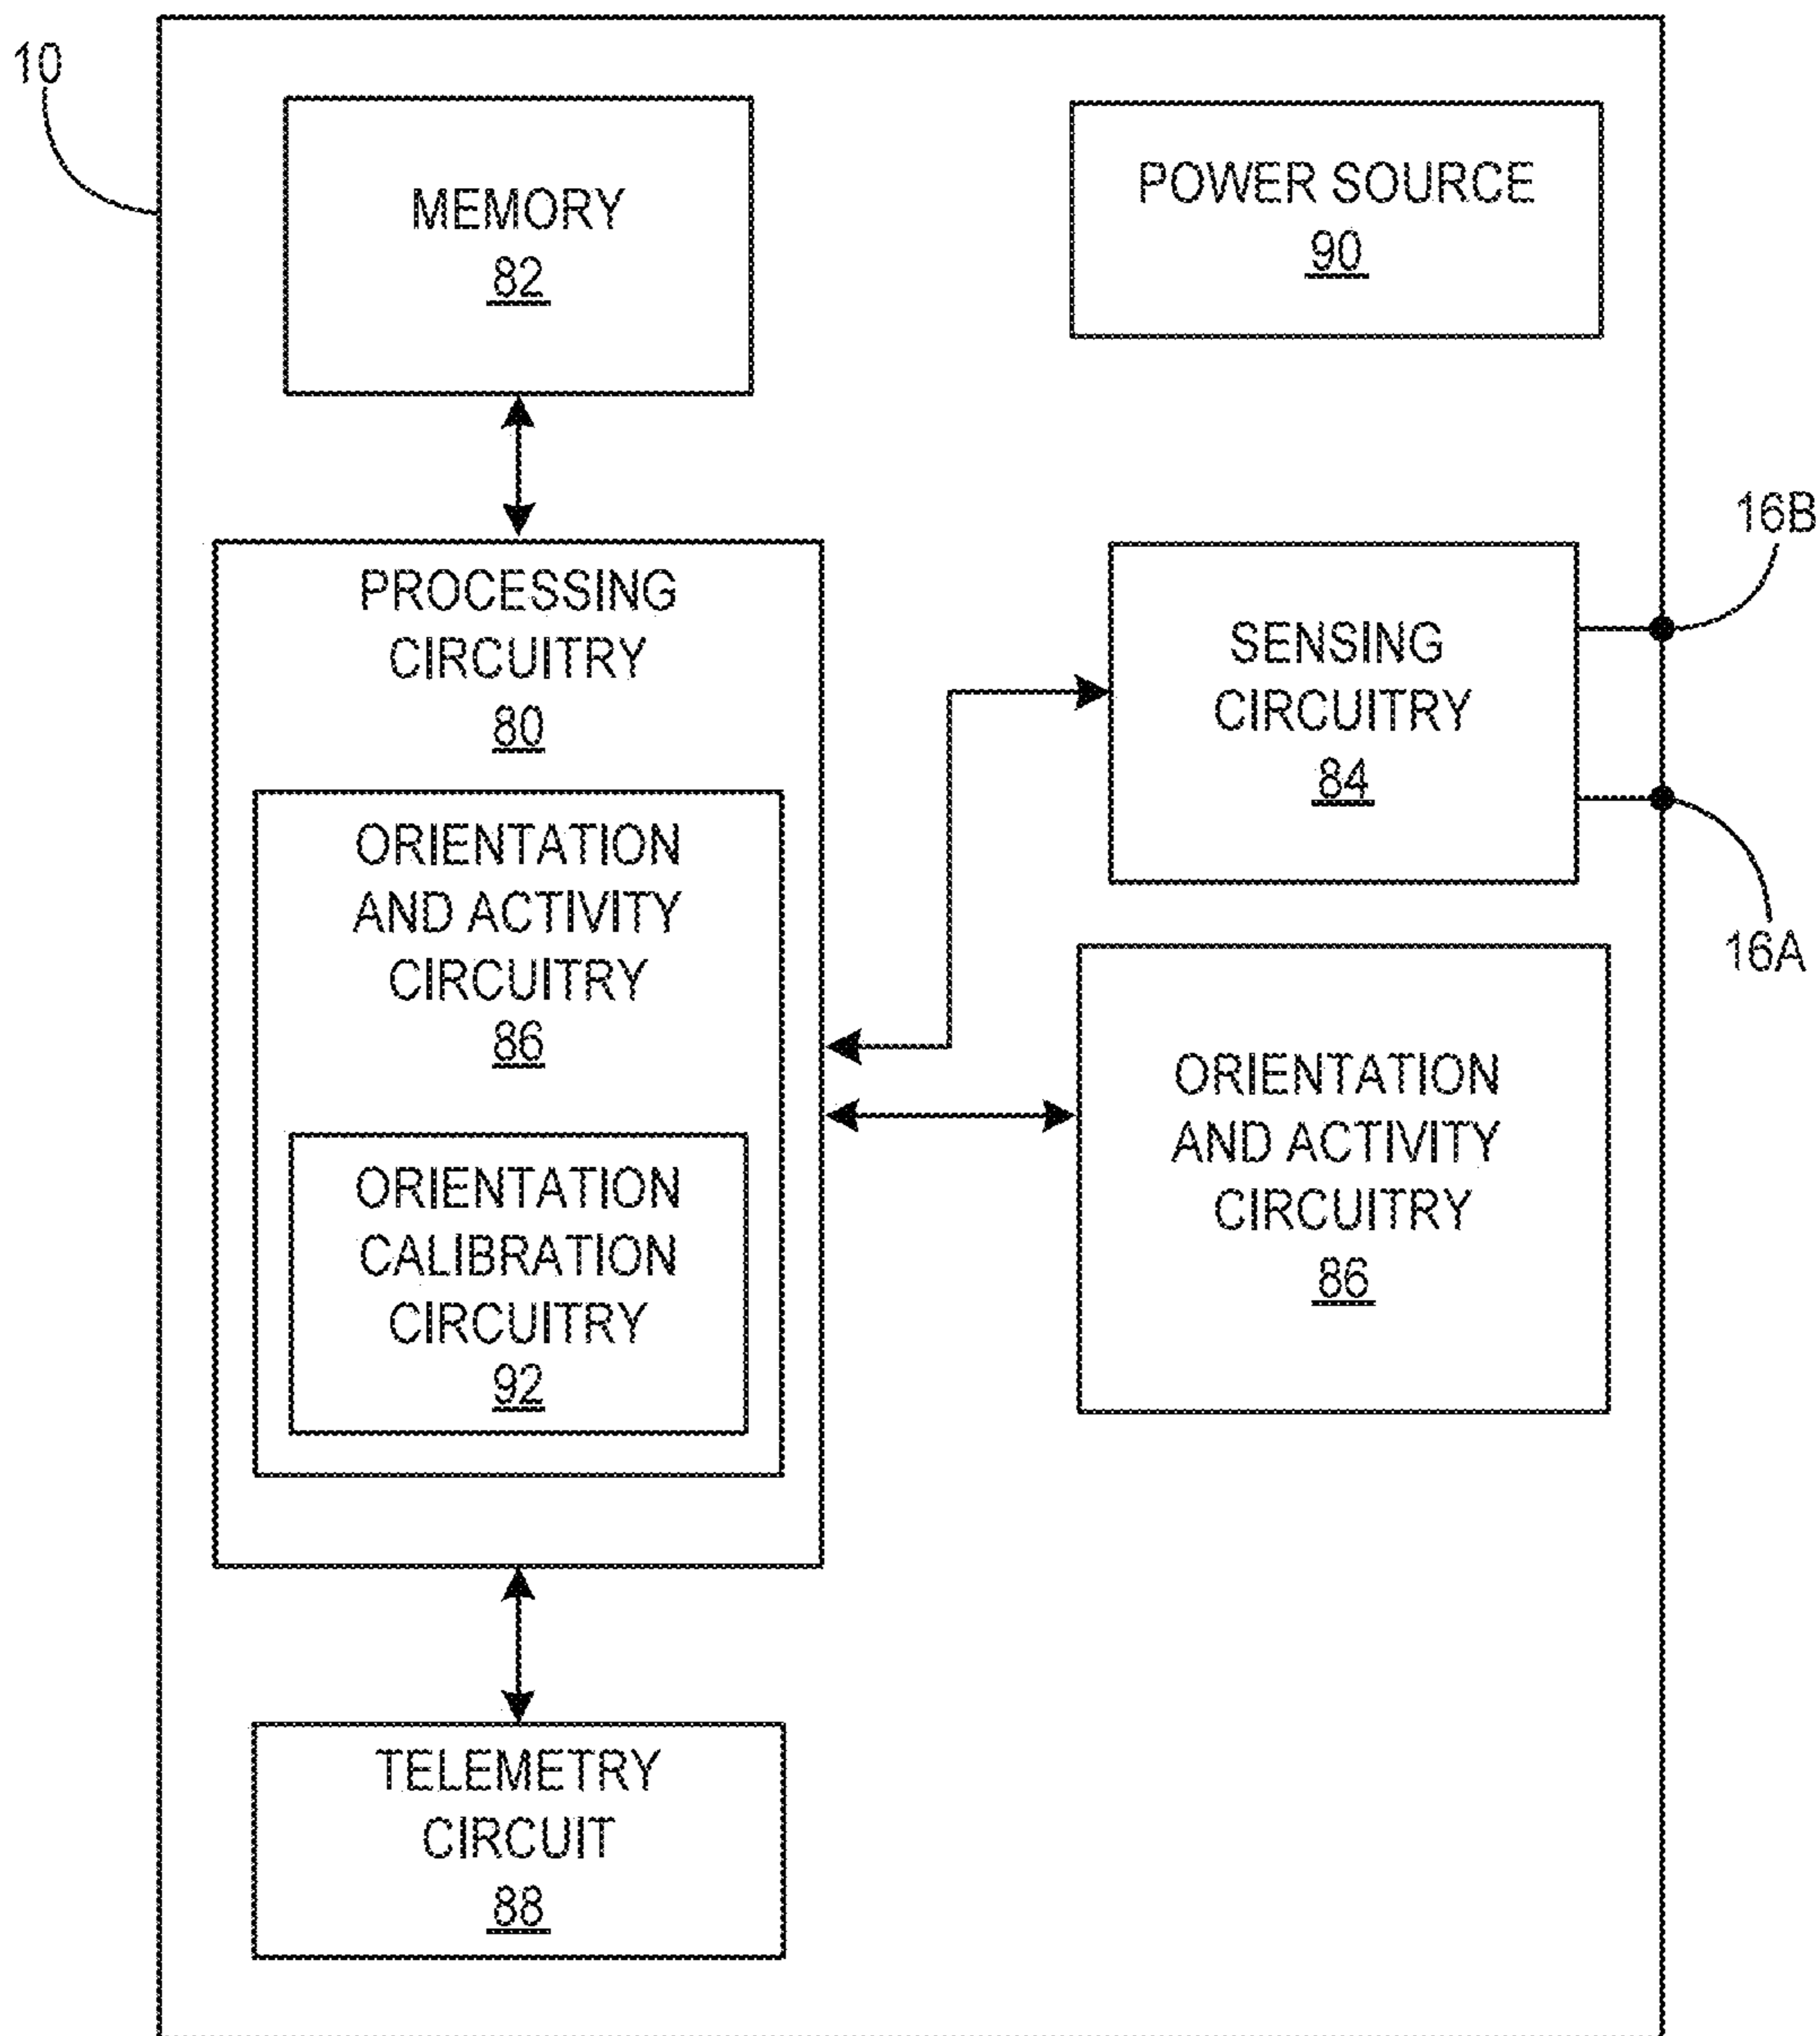 10
MEMORY
82
POWER SOURCE
90
PROCESSING
CIRCUITRY
80
ORIENTATION
AND ACTIVITY
CIRCUITRY
86
ORIENTATION
CALIBRATION
CIRCUITRY
92
SENSING
CIRCUITRY
84
16B
16A
ORIENTATION
AND ACTIVITY
CIRCUITRY
86
TELEMETRY
CIRCUIT
88